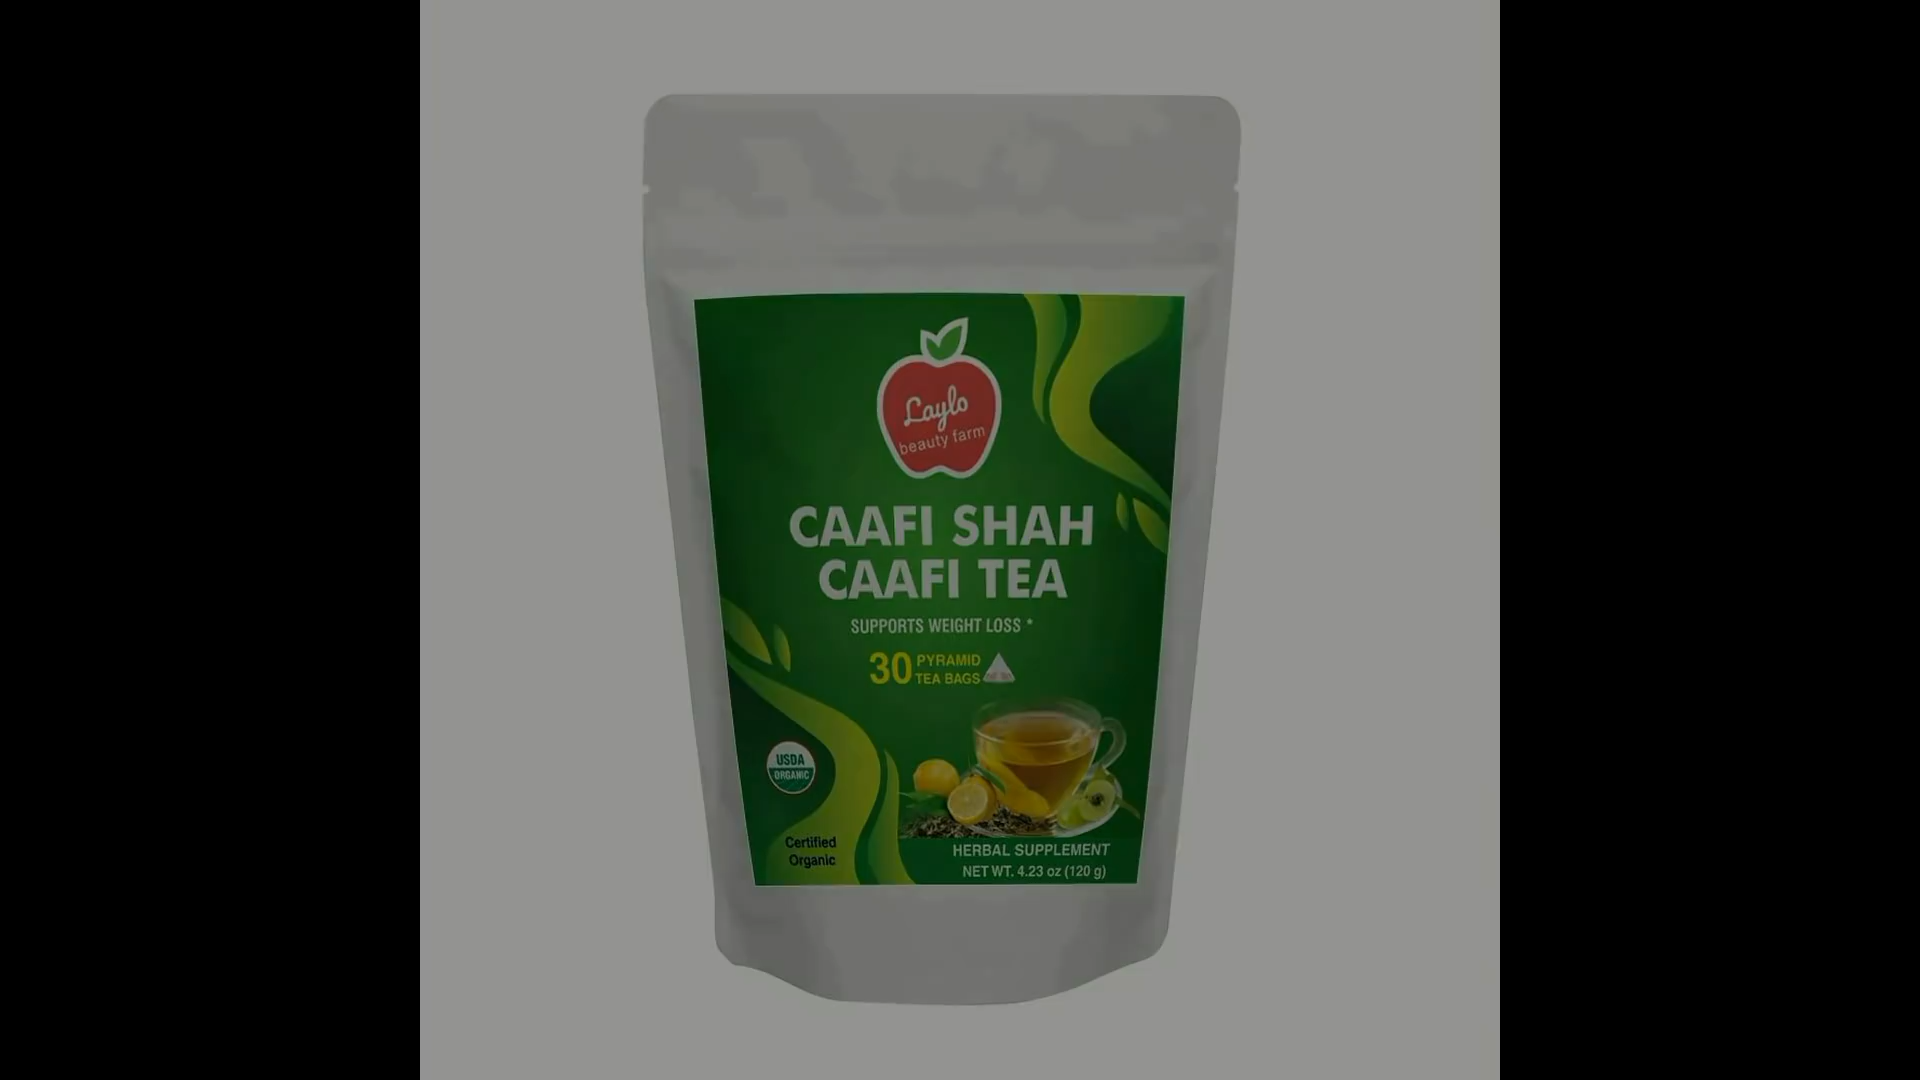 Laylo
beauty farm
CAAFI SHAH
CAAFI TEA
SUPPORTS WEIGHT LOSS *
30 PYRAMID
TEA BAGS
USDA
ORGANIC
Certified
Organic
HERBAL SUPPLEMENT
NET WT. 4.23 oz (120 g)